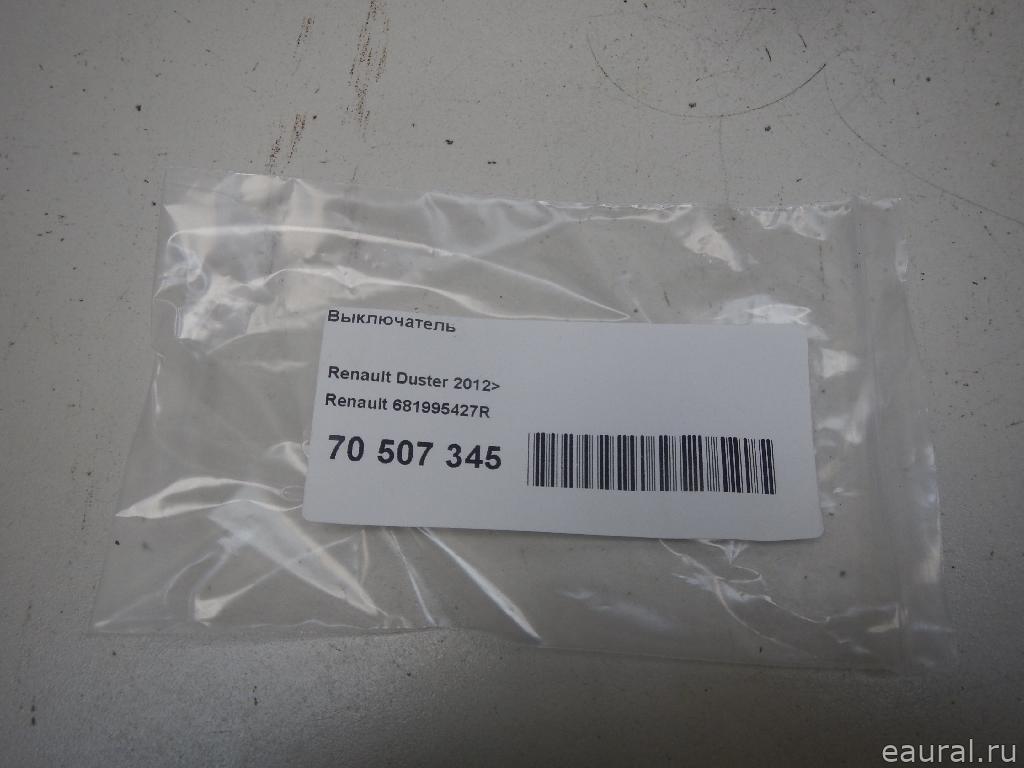 Выключатель
Renault Duster 2012>
Renault 681995427R
70 507 345
eaural.ru